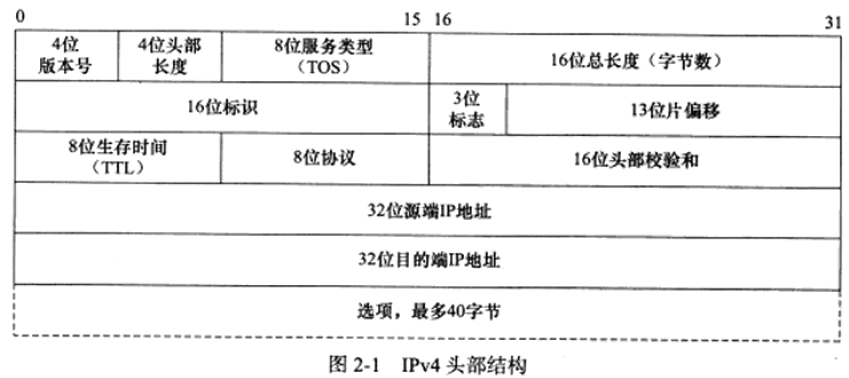 0 15 16 31
4位 4位头部 8位服务类型
版本号 长度 （TOS） 16位总长度（字节数）
16位标识 3位 13位片偏移
标志
8位生存时间 8位协议 16位头部校验和
（TTL）
32位源端IP地址
32位目的端IP地址
选项，最多40字节
图 2-1 IPv4 头部结构